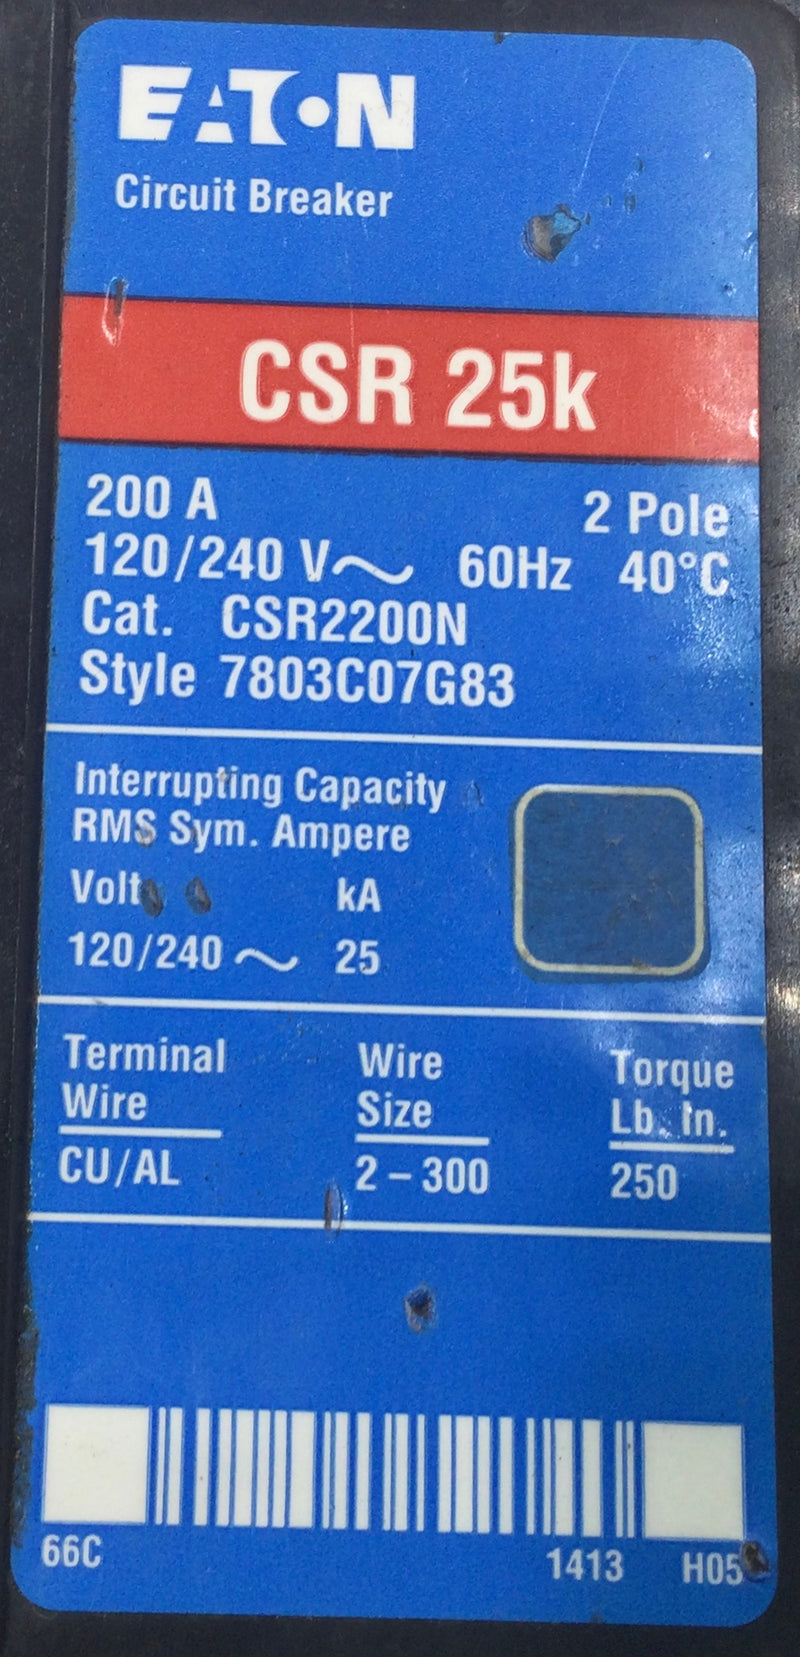 EATON
Circuit Breaker
CSR 25k
200 A 2 Pole
120/240 V~ 60Hz 40°C
Cat. CSR2200N
Style 7803C07G83
Interrupting Capacity
RMS Sym. Ampere
Volt kA
120/240 ~ 25
Terminal Wire Torque
Wire Size Lb. In.
CU/AL 2 – 300 250
66C 1413 H05